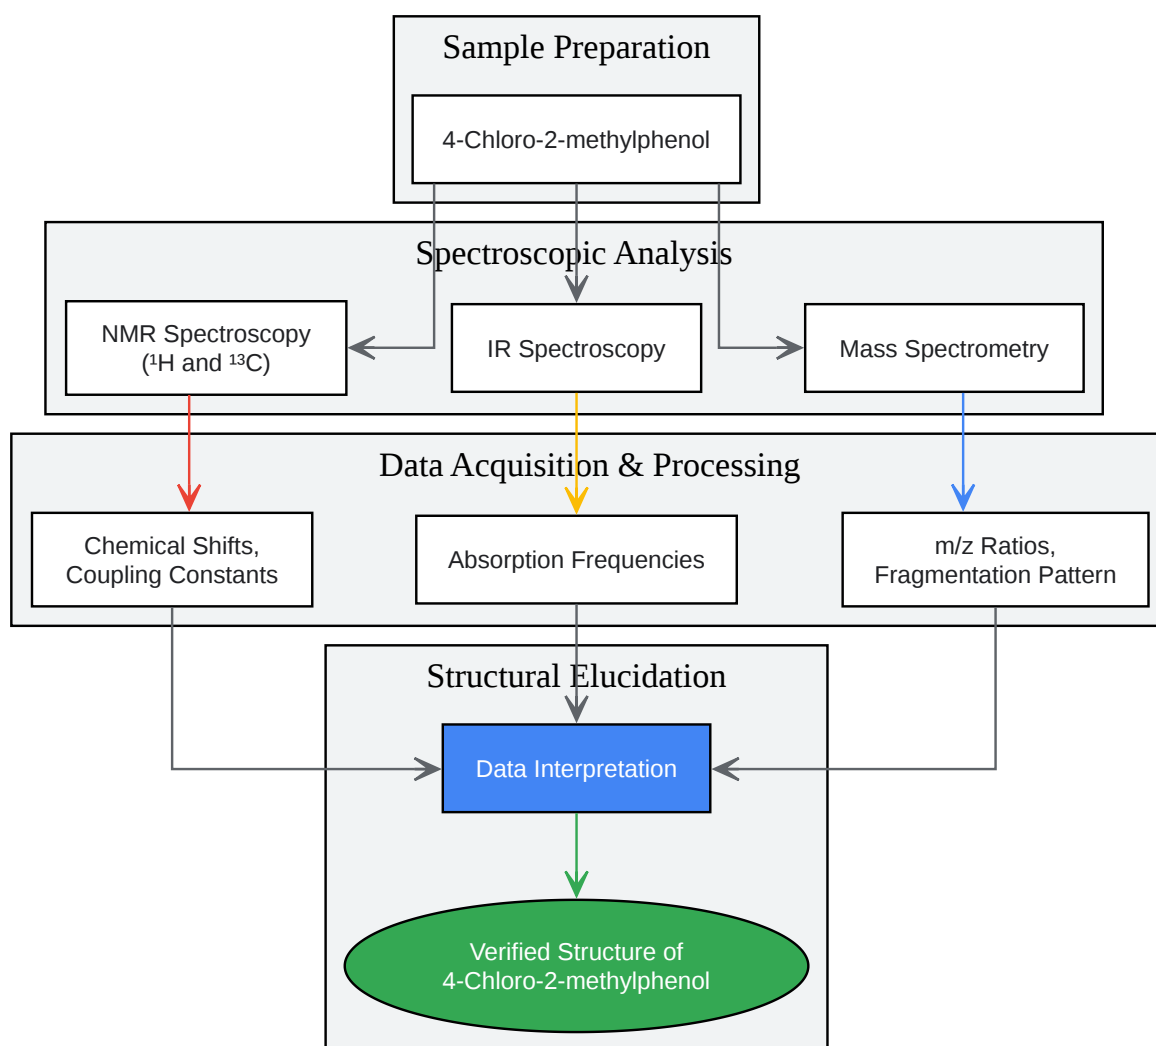 Sample Preparation
4-Chloro-2-methylphenol
Spectroscopic Analysis
NMR Spectroscopy
(¹H and ¹³C)
IR Spectroscopy
Mass Spectrometry
Data Acquisition & Processing
Chemical Shifts,
Coupling Constants
Absorption Frequencies
m/z Ratios,
Fragmentation Pattern
Structural Elucidation
Data Interpretation
Verified Structure of
4-Chloro-2-methylphenol